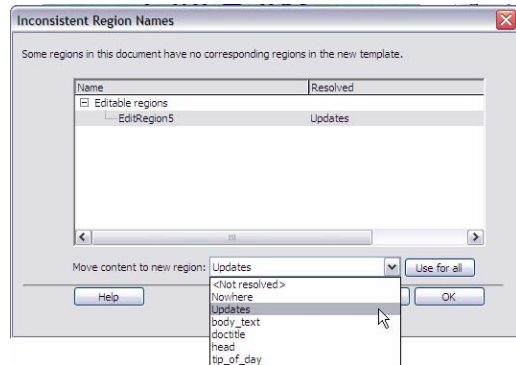 Inconsistent Region Names
Some regions in this document have no corresponding regions in the new template.
Name Resolved
Editable regions
EditRegion5 Updates
Move content to new region: Updates Use for all
<Not resolved>
Nowhere
Updates
body_text
doctitle
head
tip_of_day
Help OK